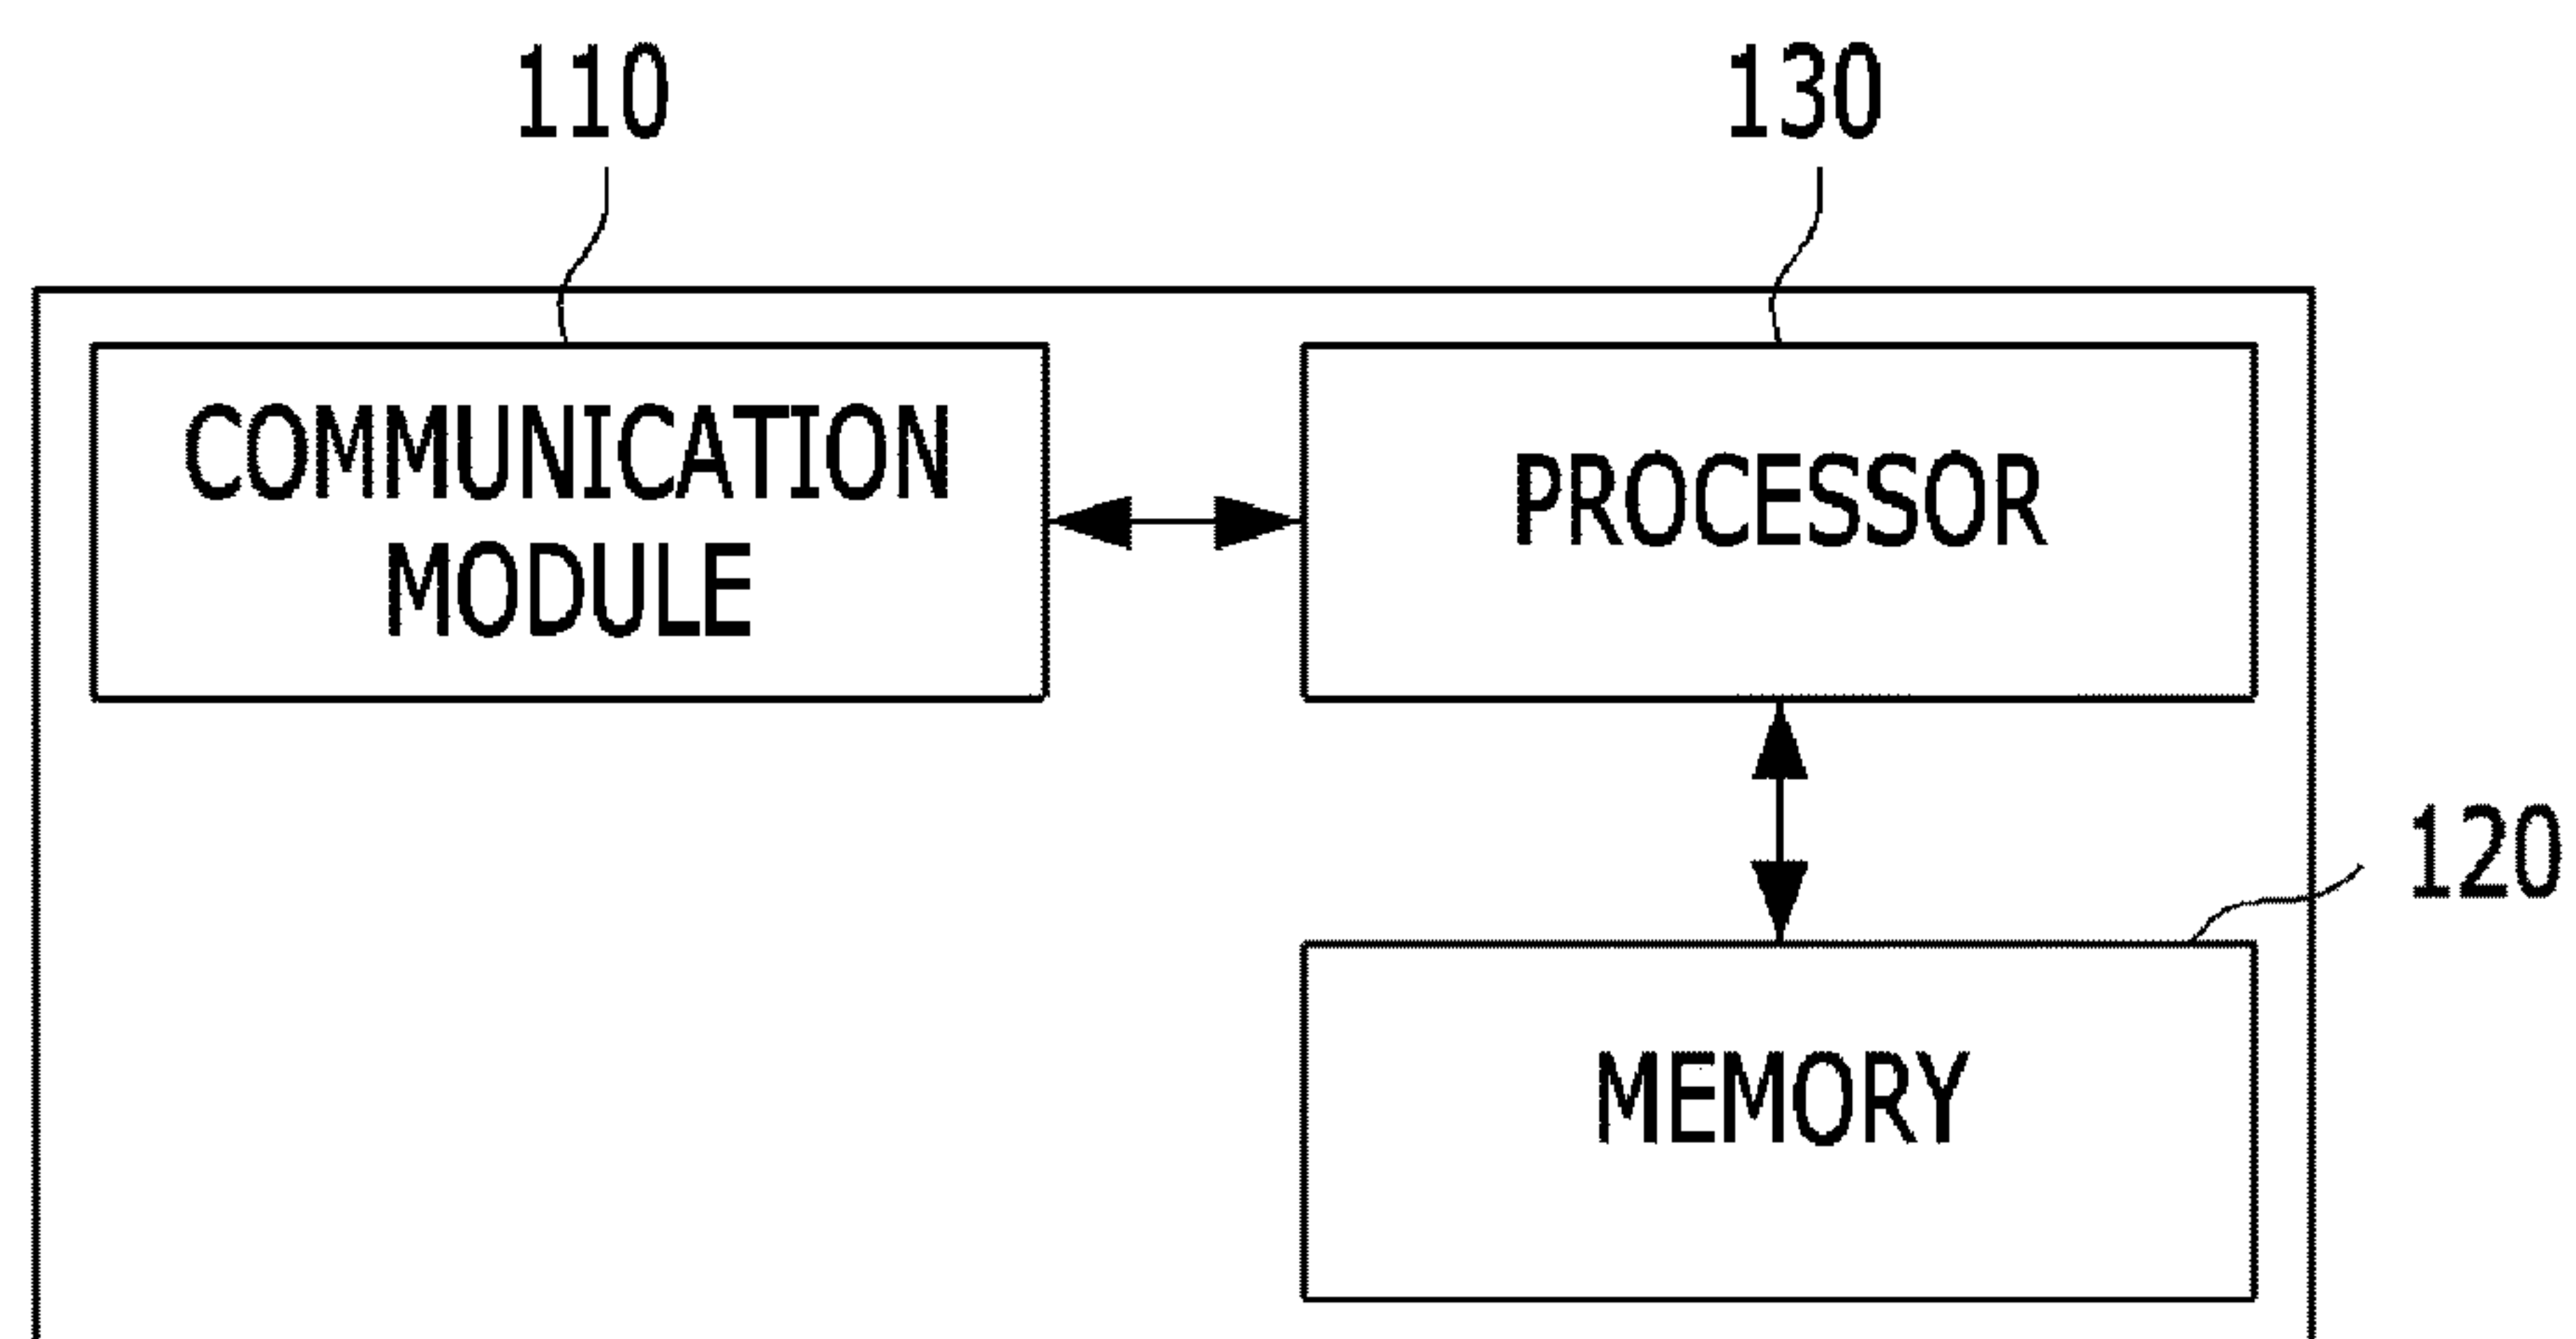 110
130
COMMUNICATION
MODULE
PROCESSOR
120
MEMORY